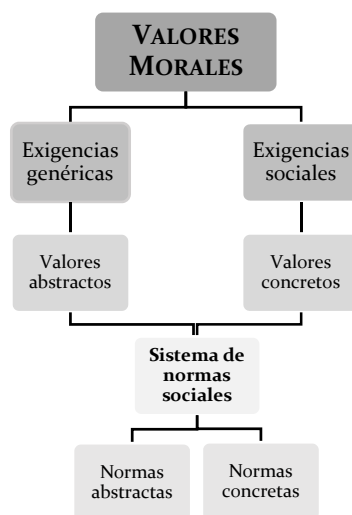 VALORES
MORALES
Exigencias
genéricas
Exigencias
sociales
Valores
abstractos
Valores
concretos
Sistema de
normas
sociales
Normas
abstractas
Normas
concretas